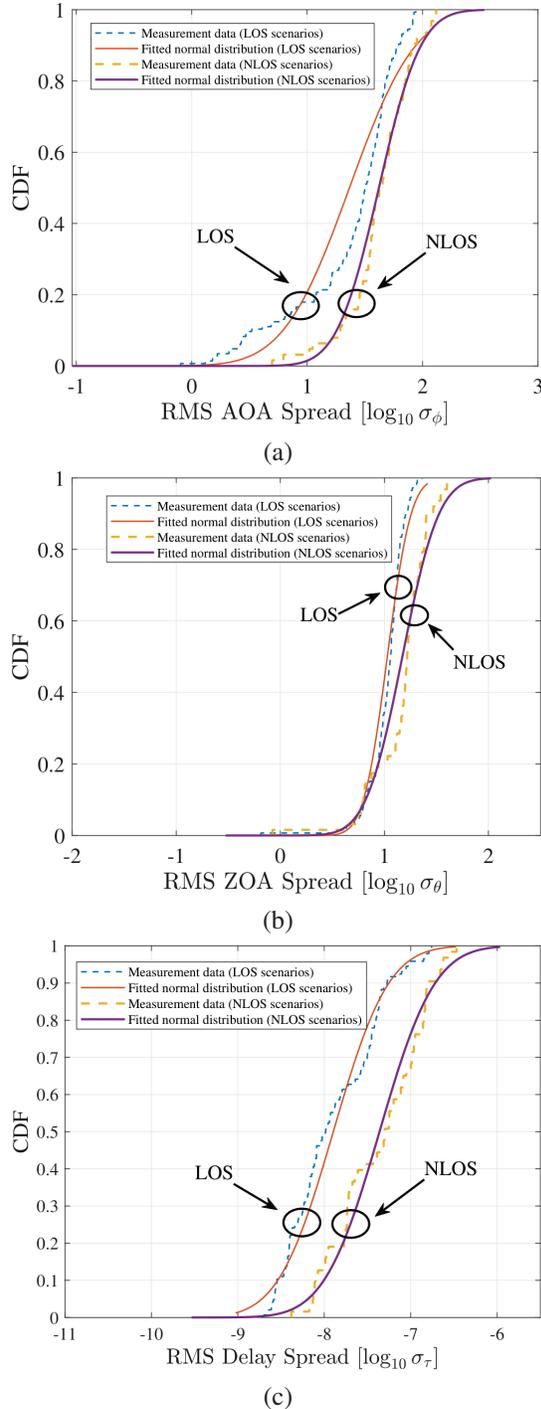 1
0.8
0.6
0.4
0.2
0
CDF
Measurement data (LOS scenarios)
Fitted normal distribution (LOS scenarios)
Measurement data (NLOS scenarios)
Fitted normal distribution (NLOS scenarios)
LOS
NLOS
-1 0 1 2 3
RMS AOA Spread [log₁₀ σ_ϕ]
(a)
1
0.8
0.6
0.4
0.2
0
CDF
Measurement data (LOS scenarios)
Fitted normal distribution (LOS scenarios)
Measurement data (NLOS scenarios)
Fitted normal distribution (NLOS scenarios)
LOS
NLOS
-2 -1 0 1 2
RMS ZOA Spread [log₁₀ σ_θ]
(b)
1
0.9
0.8
0.7
0.6
0.5
0.4
0.3
0.2
0.1
0
CDF
Measurement data (LOS scenarios)
Fitted normal distribution (LOS scenarios)
Measurement data (NLOS scenarios)
Fitted normal distribution (NLOS scenarios)
LOS
NLOS
-11 -10 -9 -8 -7 -6
RMS Delay Spread [log₁₀ σ_τ]
(c)